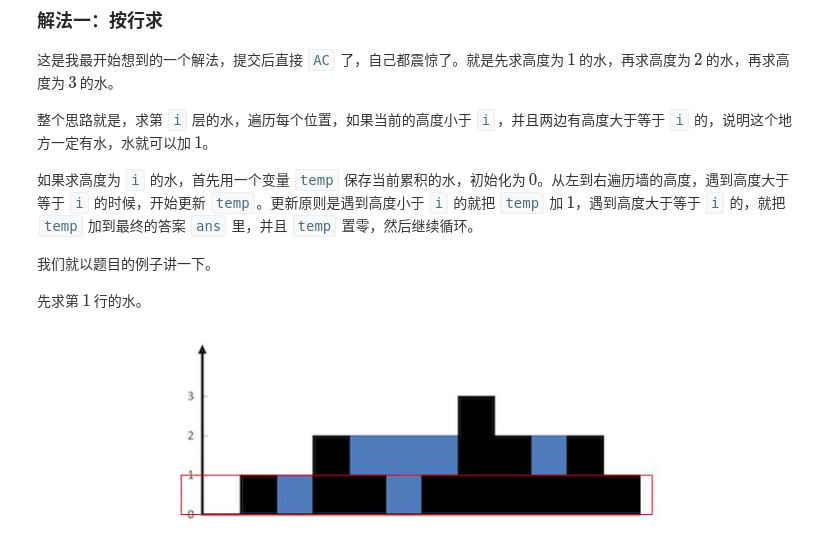 解法一：按行求
这是我最开始想到的一个解法，提交后直接 AC 了，自己都震惊了。就是先求高度为 1 的水，再求高度为 2 的水，再求高
度为 3 的水。
整个思路就是，求第 i 层的水，遍历每个位置，如果当前的高度小于 i，并且两边有高度大于等于 i 的，说明这个地
方一定有水，水就可以加 1。
如果求高度为 i 的水，首先用一个变量 temp 保存当前累积的水，初始化为 0。从左到右遍历墙的高度，遇到高度大于
等于 i 的时候，开始更新 temp。更新原则是遇到高度小于 i 的就把 temp 加 1，遇到高度大于等于 i 的，就把
temp 加到最终的答案 ans 里，并且 temp 置零，然后继续循环。
我们就以题目的例子讲一下。
先求第 1 行的水。
3
2
1
0